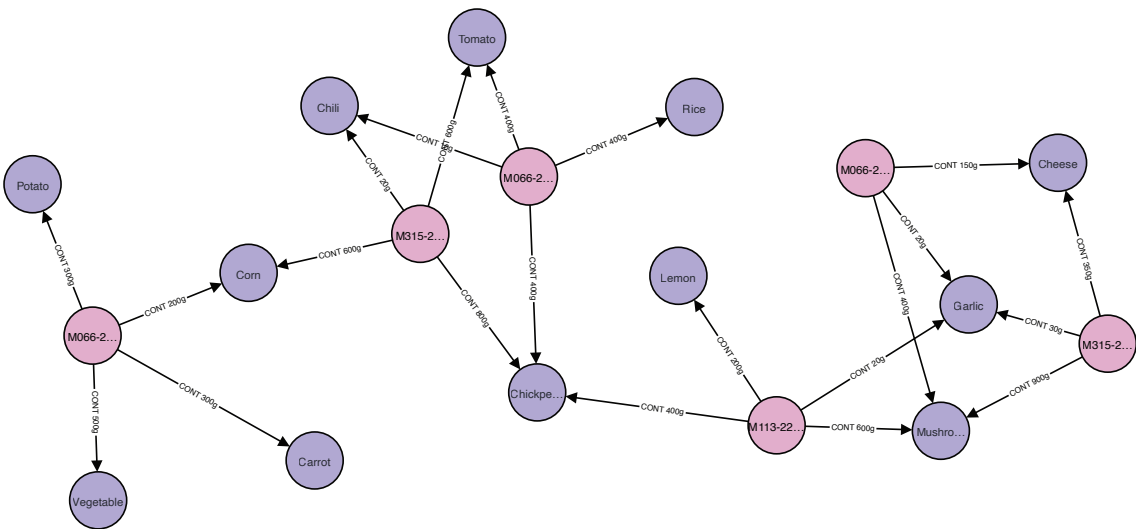 Tomato
Chili
Rice
CONT 600g
CONT 400g
CONT
CONT 400g
M066-2…
CONT 20g
M315-2…
Potato
CONT 300g
Corn
CONT 600g
CONT 200g
M066-2…
CONT 800g
CONT 400g
CONT 300g
CONT 500g
Carrot
Vegetable
Chickpe…
Lemon
CONT 200g
CONT 400g
M113-22…
CONT 20g
CONT 600g
M066-2…
CONT 150g
Cheese
CONT 20g
CONT 400g
CONT 350g
Garlic
CONT 30g
M315-2…
CONT 900g
Mushro…